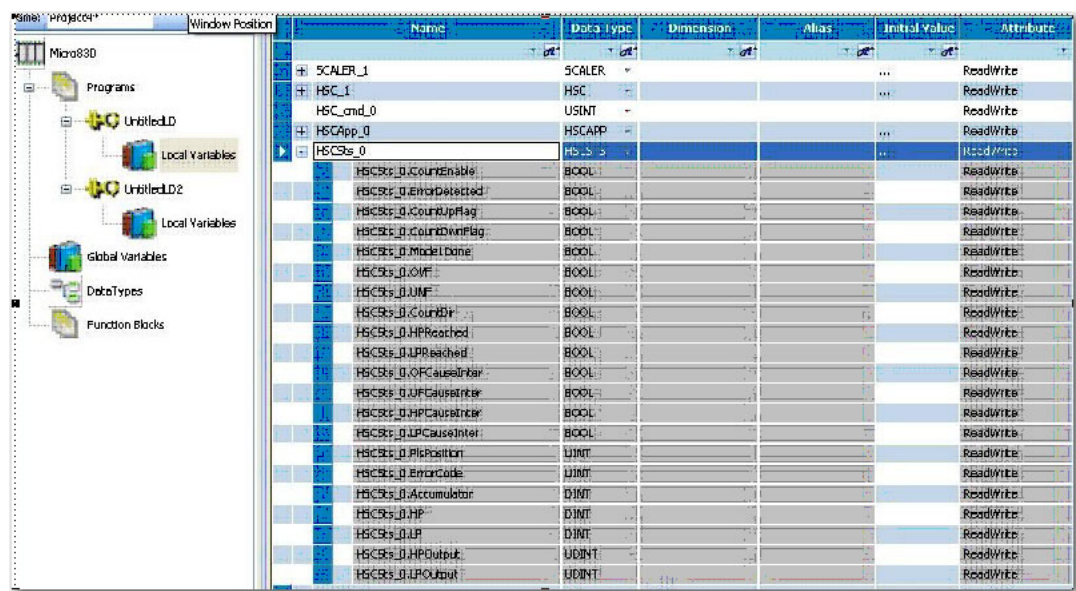 Name: Project4*
Window Position
Micro830
Programs
UntitledLD
Local Variables
UntitledLD2
Local Variables
Global Variables
DataTypes
Function Blocks
Name Data Type Dimension Alias Initial Value Attribute
SCALER_1 SCALER ... ReadWrite
HSC_1 HSC ... ReadWrite
HSC_cmd_0 USINT ReadWrite
HSCApp_0 HSCAPP ... ReadWrite
HSCSts_0 ... ReadWrite
HSCSts_0.CountEnable BOOL ReadWrite
HSCSts_0.ErrorDetected BOOL ReadWrite
HSCSts_0.CountUpFlag BOOL ReadWrite
HSCSts_0.CountDwnFlag BOOL ReadWrite
HSCSts_0.Mode1Done BOOL ReadWrite
HSCSts_0.OVF BOOL ReadWrite
HSCSts_0.UNF BOOL ReadWrite
HSCSts_0.CountDir BOOL ReadWrite
HSCSts_0.HPReached BOOL ReadWrite
HSCSts_0.LPReached BOOL ReadWrite
HSCSts_0.OFCauseInter BOOL ReadWrite
HSCSts_0.UFCauseInter BOOL ReadWrite
HSCSts_0.HPCauseInter BOOL ReadWrite
HSCSts_0.LPCauseInter BOOL ReadWrite
HSCSts_0.PlsPosition UINT ReadWrite
HSCSts_0.ErrorCode UINT ReadWrite
HSCSts_0.Accumulator DINT ReadWrite
HSCSts_0.HP DINT ReadWrite
HSCSts_0.LP DINT ReadWrite
HSCSts_0.HPOutput UDINT ReadWrite
HSCSts_0.LPOutput UDINT ReadWrite